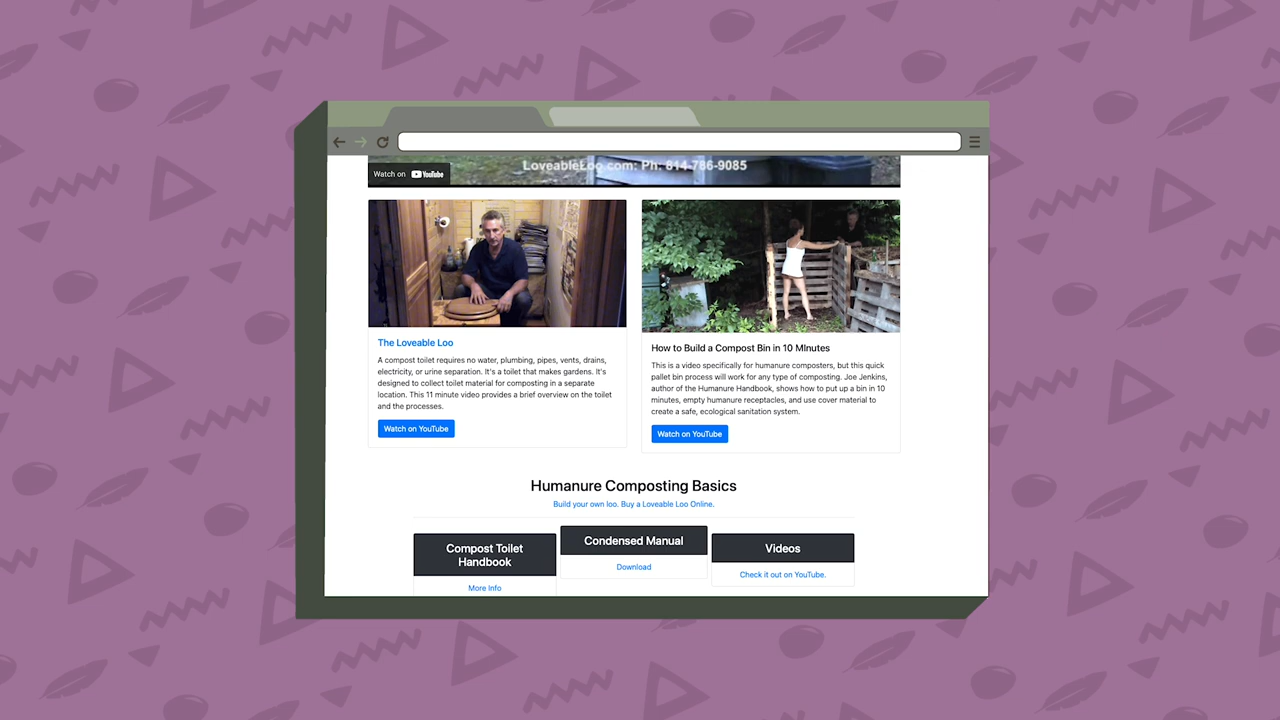 LoveableLoo.com: Ph: 814-786-9085
Watch on YouTube
The Loveable Loo
A compost toilet requires no water, plumbing, pipes, vents, drains,
electricity, or urine separation. It's a toilet that makes gardens. It's
designed to collect toilet material for composting in a separate
location. This 11 minute video provides a brief overview on the toilet
and the processes.
Watch on YouTube
How to Build a Compost Bin in 10 MInutes
This is a video specifically for humanure composters, but this quick
pallet bin process will work for any type of composting. Joe Jenkins,
author of the Humanure Handbook, shows how to put up a bin in 10
minutes, empty humanure receptacles, and use cover material to
create a safe, ecological sanitation system.
Watch on YouTube
Humanure Composting Basics
Build your own loo. Buy a Loveable Loo Online.
Compost Toilet
Handbook
More Info
Condensed Manual
Download
Videos
Check it out on YouTube.